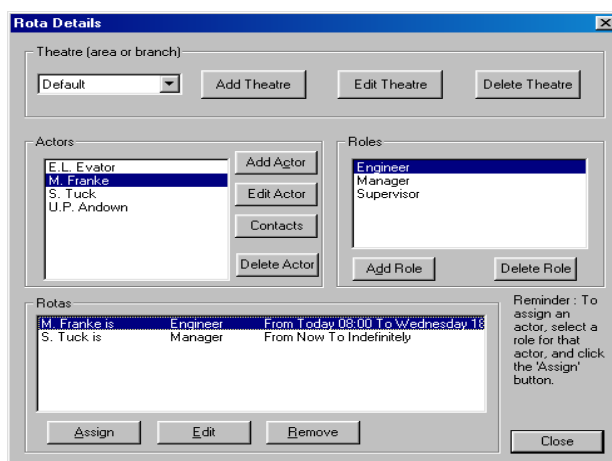 Rota Details
Theatre (area or branch)
Default
Add Theatre
Edit Theatre
Delete Theatre
Actors
E.L. Evator
M. Franke
S. Tuck
U.P. Andown
Add Actor
Edit Actor
Contacts
Delete Actor
Roles
Engineer
Manager
Supervisor
Add Role
Delete Role
Rotas
M. Franke is Engineer From Today 08:00 To Wednesday 18
S. Tuck is Manager From Now To Indefinitely
Assign
Edit
Remove
Reminder : To
assign an
actor, select a
role for that
actor, and click
the 'Assign'
button.
Close